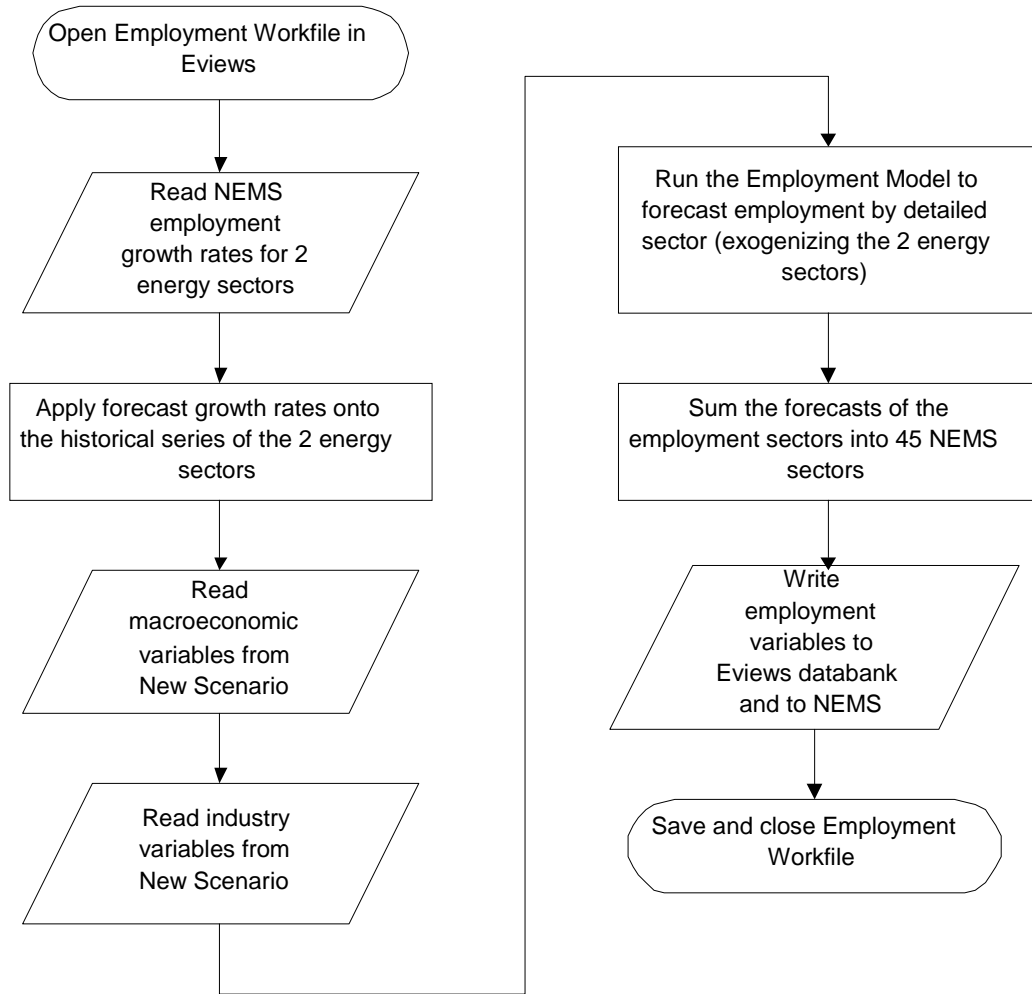 Open Employment Workfile in
Eviews
Read NEMS
employment
growth rates for 2
energy sectors
Apply forecast growth rates onto
the historical series of the 2 energy
sectors
Read
macroeconomic
variables from
New Scenario
Read industry
variables from
New Scenario
Run the Employment Model to
forecast employment by detailed
sector (exogenizing the 2 energy
sectors)
Sum the forecasts of the
employment sectors into 45 NEMS
sectors
Write
employment
variables to
Eviews databank
and to NEMS
Save and close Employment
Workfile